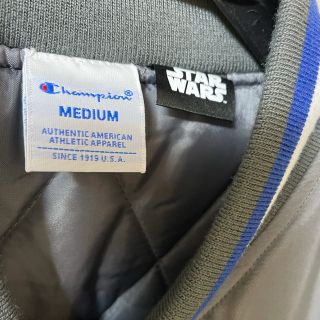 Champion
MEDIUM
AUTHENTIC AMERICAN
ATHLETIC APPAREL
SINCE 1919 U.S.A.
STAR
WARS